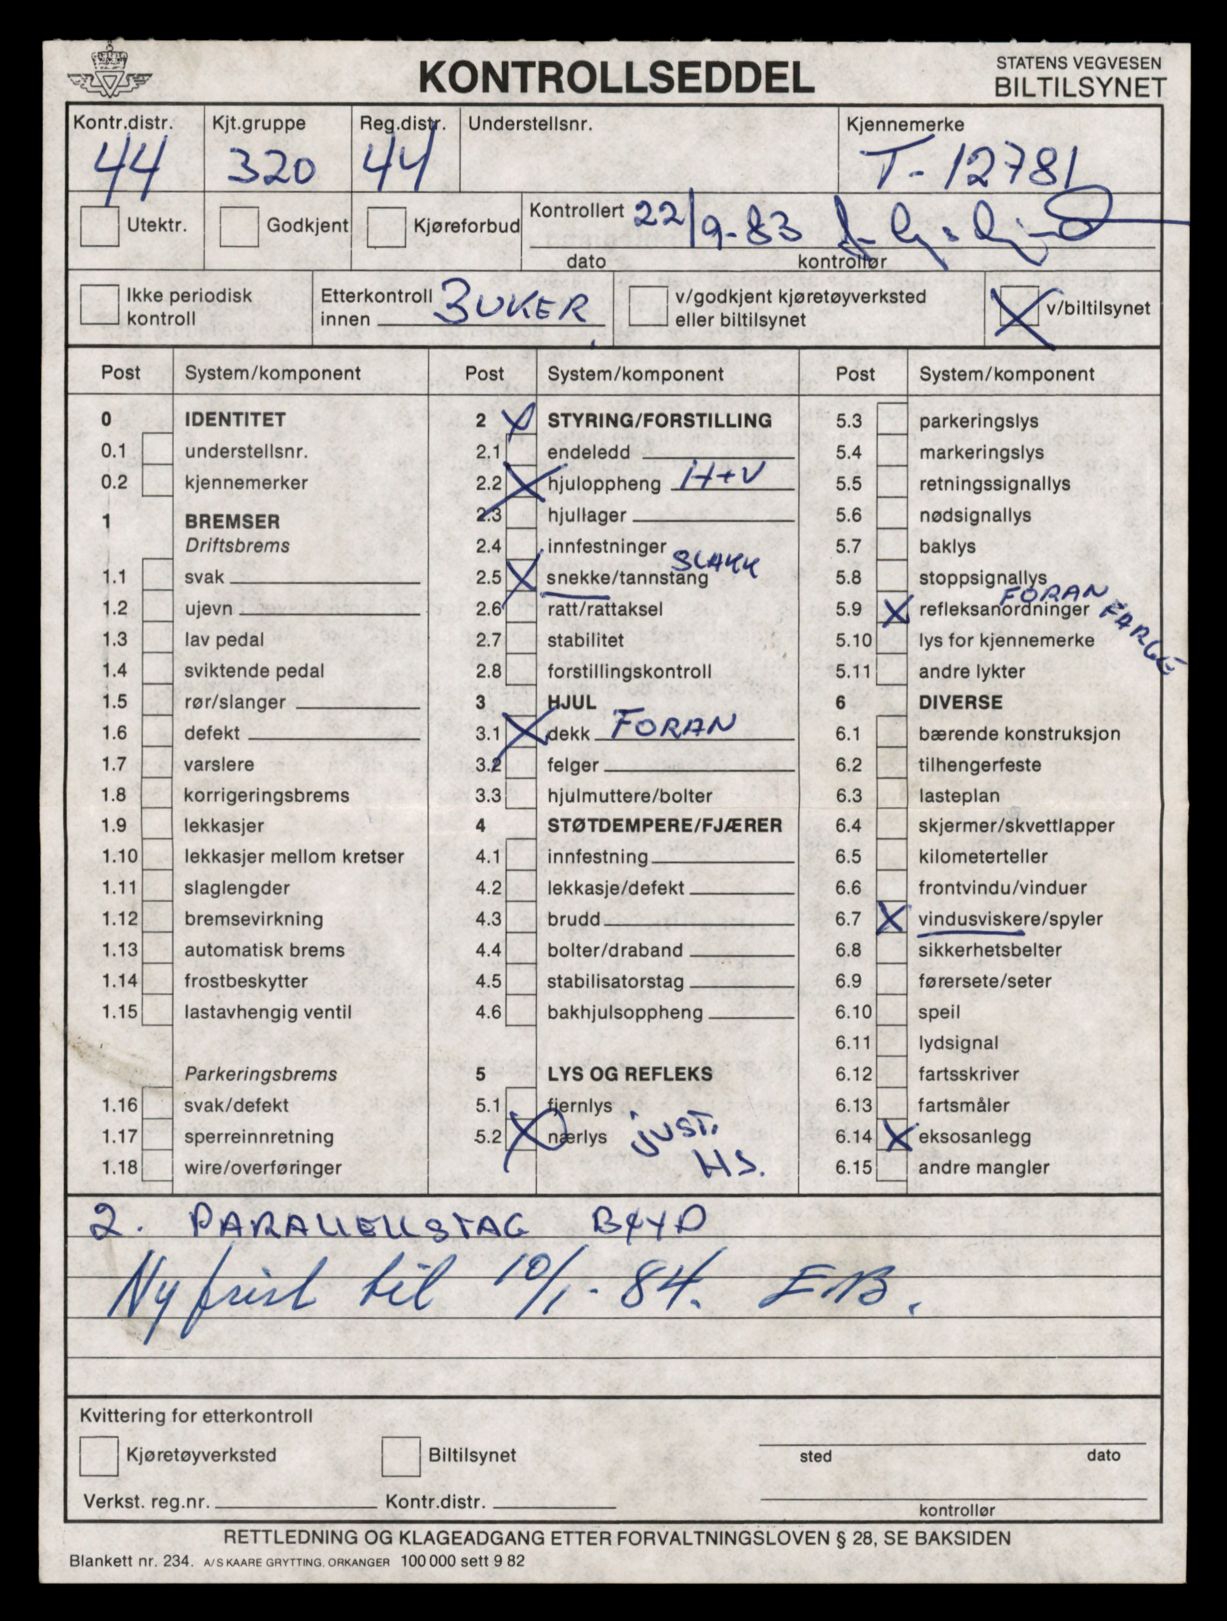 KONTROLLSEDDEL
STATENS VEGVESEN
BILTILSYNET
Kontr.distr. 44
Kjt.gruppe 320
Reg.distr. 44
Understellsnr.
Kjennemerke T-12781
Utektr.
Godkjent
Kjøreforbud
Kontrollert 22/9-83
dato kontrollør
Ikke periodisk kontroll
Etterkontroll innen 3 UKER
v/godkjent kjøretøyverksted eller biltilsynet
X v/biltilsynet
Post System/komponent
0 IDENTITET
0.1 understellsnr.
0.2 kjennemerker
1 BREMSER
Driftsbrems
1.1 svak
1.2 ujevn
1.3 lav pedal
1.4 sviktende pedal
1.5 rør/slanger
1.6 defekt
1.7 varslere
1.8 korrigeringsbrems
1.9 lekkasjer
1.10 lekkasjer mellom kretser
1.11 slaglengder
1.12 bremsevirkning
1.13 automatisk brems
1.14 frostbeskytter
1.15 lastavhengig ventil
Parkeringsbrems
1.16 svak/defekt
1.17 sperreinnretning
1.18 wire/overføringer
Post System/komponent
2 X STYRING/FORSTILLING
2.1 endeledd
2.2 X hjuloppheng H+V
2.3 hjullager
2.4 innfestninger
2.5 X snekke/tannstang SLAKK
2.6 ratt/rattaksel
2.7 stabilitet
2.8 forstillingskontroll
3 HJUL
3.1 X dekk FORAN
3.2 felger
3.3 hjulmuttere/bolter
4 STØTDEMPERE/FJÆRER
4.1 innfestning
4.2 lekkasje/defekt
4.3 brudd
4.4 bolter/draband
4.5 stabilisatorstag
4.6 bakhjulsoppheng
5 LYS OG REFLEKS
5.1 fjernlys
5.2 X nærlys just. HS.
Post System/komponent
5.3 parkeringslys
5.4 markeringslys
5.5 retningssignallys
5.6 nødsignallys
5.7 baklys
5.8 stoppsignallys
5.9 X refleksanordninger FORAN FARGE
5.10 lys for kjennemerke
5.11 andre lykter
6 DIVERSE
6.1 bærende konstruksjon
6.2 tilhengerfeste
6.3 lasteplan
6.4 skjermer/skvettlapper
6.5 kilometerteller
6.6 frontvindu/vinduer
6.7 X vindusviskere/spyler
6.8 sikkerhetsbelter
6.9 førersete/seter
6.10 speil
6.11 lydsignal
6.12 fartsskriver
6.13 fartsmåler
6.14 X eksosanlegg
6.15 andre mangler
2. PARALLELLSTAG BØYD
Ny frist til 10/1-84. EB.
Kvittering for etterkontroll
Kjøretøyverksted
Biltilsynet
sted dato
Verkst. reg.nr. Kontr.distr.
kontrollør
RETTLEDNING OG KLAGEADGANG ETTER FORVALTNINGSLOVEN § 28, SE BAKSIDEN
Blankett nr. 234. A/S KAARE GRYTTING. ORKANGER 100 000 sett 9 82